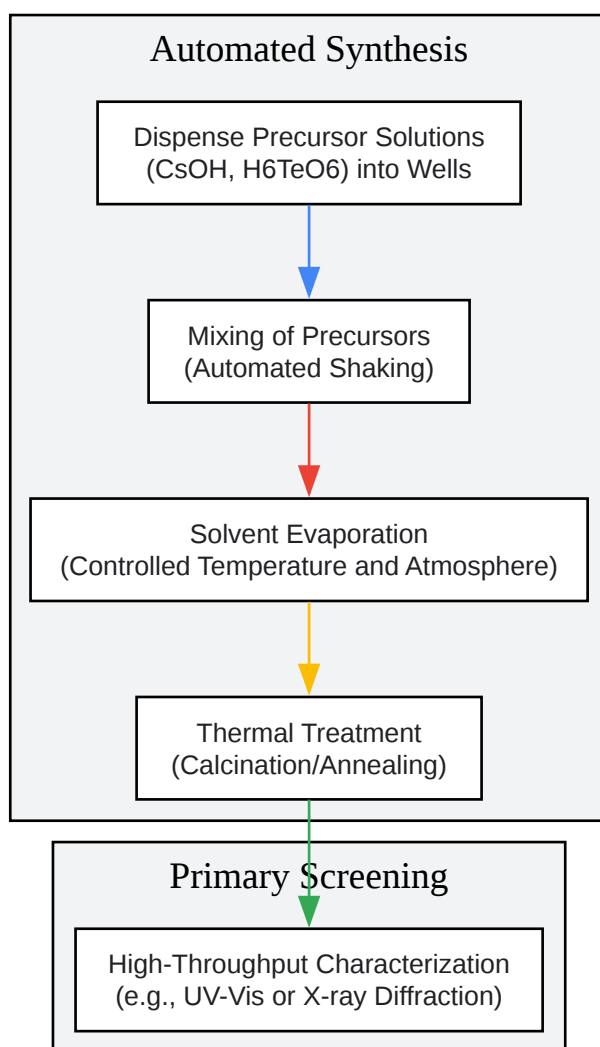 Automated Synthesis
Dispense Precursor Solutions
(CsOH, H6TeO6) into Wells
Mixing of Precursors
(Automated Shaking)
Solvent Evaporation
(Controlled Temperature and Atmosphere)
Thermal Treatment
(Calcination/Annealing)
Primary Screening
High-Throughput Characterization
(e.g., UV-Vis or X-ray Diffraction)